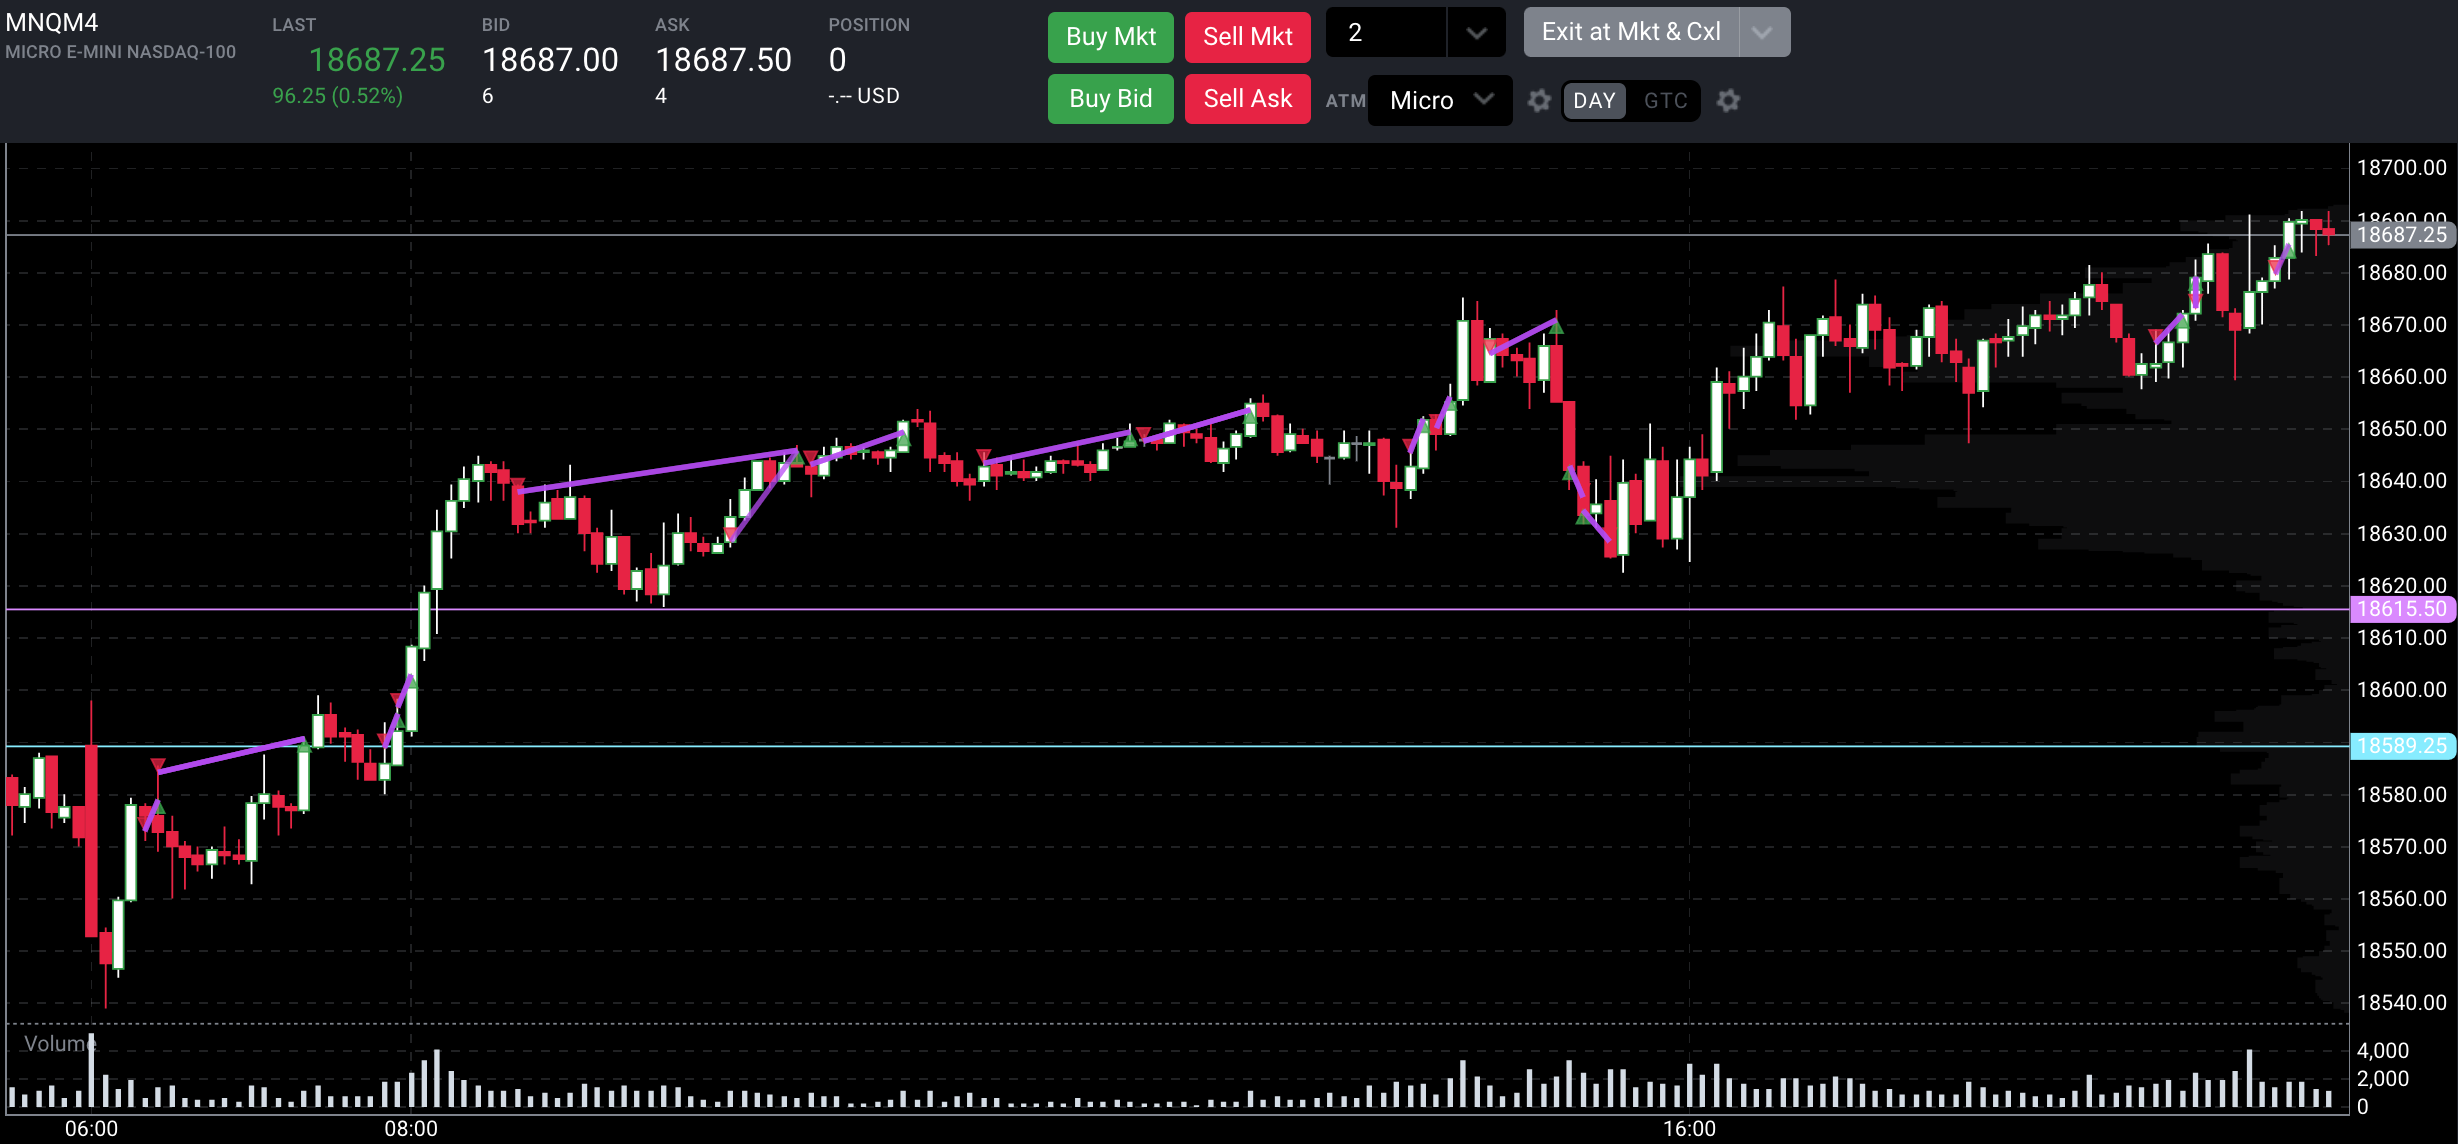 MNQM4
MICRO E-MINI NASDAQ-100
LAST
18687.25
96.25 (0.52%)
BID
18687.00
6
ASK
18687.50
4
POSITION
0
-.-- USD
Buy Mkt
Sell Mkt
2
Exit at Mkt & Cxl
Buy Bid
Sell Ask
ATM
Micro
DAY
GTC
18700.00
18690.00
18687.25
18680.00
18670.00
18660.00
18650.00
18640.00
18630.00
18620.00
18615.50
18610.00
18600.00
18589.25
18580.00
18570.00
18560.00
18550.00
18540.00
Volume
4,000
2,000
0
06:00
08:00
16:00